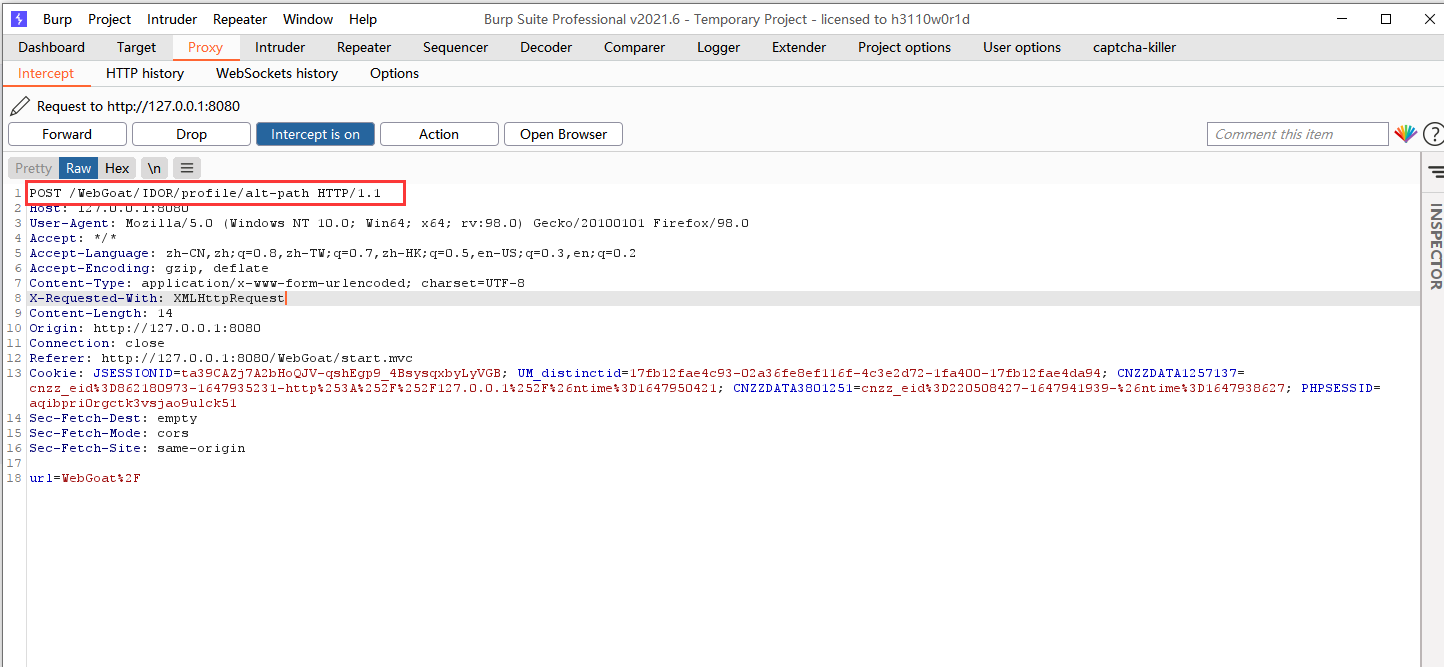 Burp Project Intruder Repeater Window Help Burp Suite Professional v2021.6 - Temporary Project - licensed to h3110w0r1d
Dashboard Target Proxy Intruder Repeater Sequencer Decoder Comparer Logger Extender Project options User options captcha-killer
Intercept HTTP history WebSockets history Options
Request to http://127.0.0.1:8080
Forward Drop Intercept is on Action Open Browser Comment this item ?
Pretty Raw Hex \n
1 POST /WebGoat/IDOR/profile/alt-path HTTP/1.1
2 Host: 127.0.0.1:8080
3 User-Agent: Mozilla/5.0 (Windows NT 10.0; Win64; x64; rv:98.0) Gecko/20100101 Firefox/98.0
4 Accept: */*
5 Accept-Language: zh-CN,zh;q=0.8,zh-TW;q=0.7,zh-HK;q=0.5,en-US;q=0.3,en;q=0.2
6 Accept-Encoding: gzip, deflate
7 Content-Type: application/x-www-form-urlencoded; charset=UTF-8
8 X-Requested-With: XMLHttpRequest
9 Content-Length: 14
10 Origin: http://127.0.0.1:8080
11 Connection: close
12 Referer: http://127.0.0.1:8080/WebGoat/start.mvc
13 Cookie: JSESSIONID=ta39CAZj7A2bHoQJV-qshEgp9_4BsysqxbyLyVGB; UM_distinctid=17fb12fae4c93-02a36fe8ef116f-4c3e2d72-1fa400-17fb12fae4da94; CNZZDATA1257137=
cnzz_eid%3D862180973-1647935231-http%253A%252F%252F127.0.0.1%252F%26ntime%3D1647950421; CNZZDATA3801251=cnzz_eid%3D220508427-1647941939-%26ntime%3D1647938627; PHPSESSID=
aqibpri0rgctk3vsjao9ulck51
14 Sec-Fetch-Dest: empty
15 Sec-Fetch-Mode: cors
16 Sec-Fetch-Site: same-origin
17
18 url=WebGoat%2F
INSPECTOR